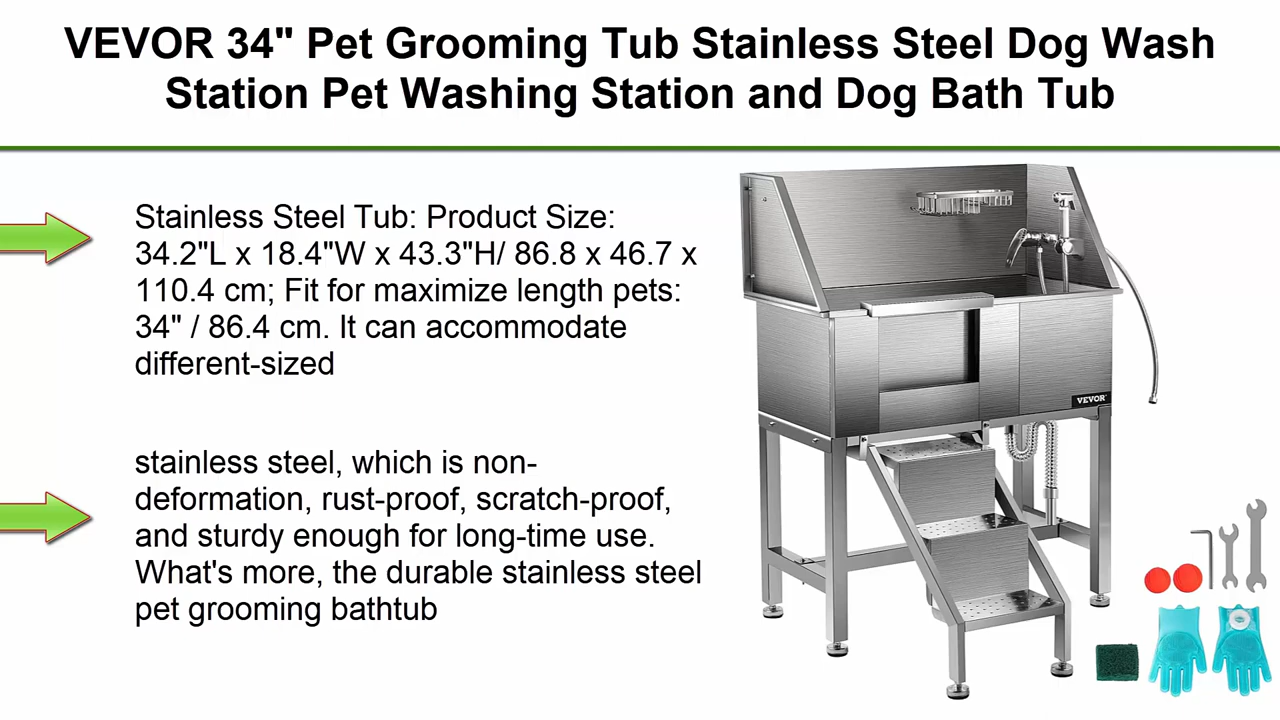 VEVOR 34" Pet Grooming Tub Stainless Steel Dog Wash
Station Pet Washing Station and Dog Bath Tub
Stainless Steel Tub: Product Size:
34.2"L x 18.4"W x 43.3"H/ 86.8 x 46.7 x
110.4 cm; Fit for maximize length pets:
34" / 86.4 cm. It can accommodate
different-sized
stainless steel, which is non-
deformation, rust-proof, scratch-proof,
and sturdy enough for long-time use.
What's more, the durable stainless steel
pet grooming bathtub
VEVOR